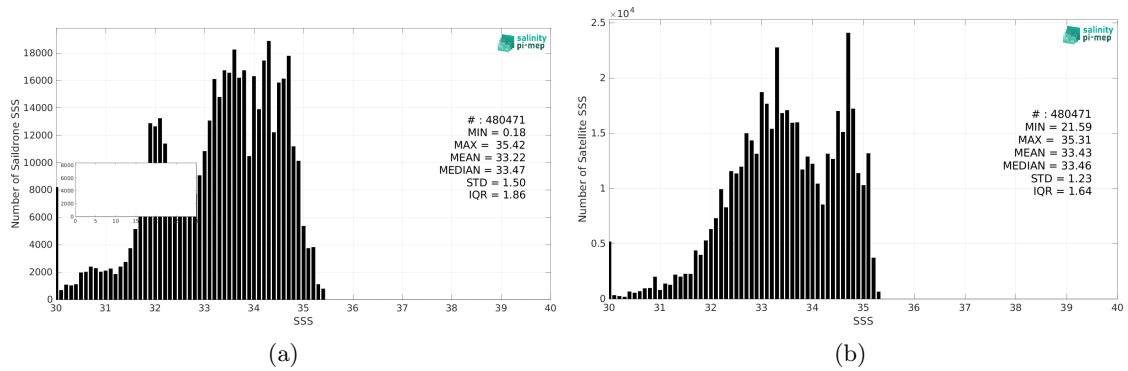 salinity
pi-mep
Number of Saildrone SSS
18000
16000
14000
12000
10000
8000
6000
4000
2000
0
8000
6000
4000
2000
0
0 5 10 15
# : 480471
MIN = 0.18
MAX = 35.42
MEAN = 33.22
MEDIAN = 33.47
STD = 1.50
IQR = 1.86
30 31 32 33 34 35 36 37 38 39 40
SSS
(a)
×10⁴
salinity
pi-mep
Number of Satellite SSS
2.5
2
1.5
1
0.5
0
# : 480471
MIN = 21.59
MAX = 35.31
MEAN = 33.43
MEDIAN = 33.46
STD = 1.23
IQR = 1.64
30 31 32 33 34 35 36 37 38 39 40
SSS
(b)